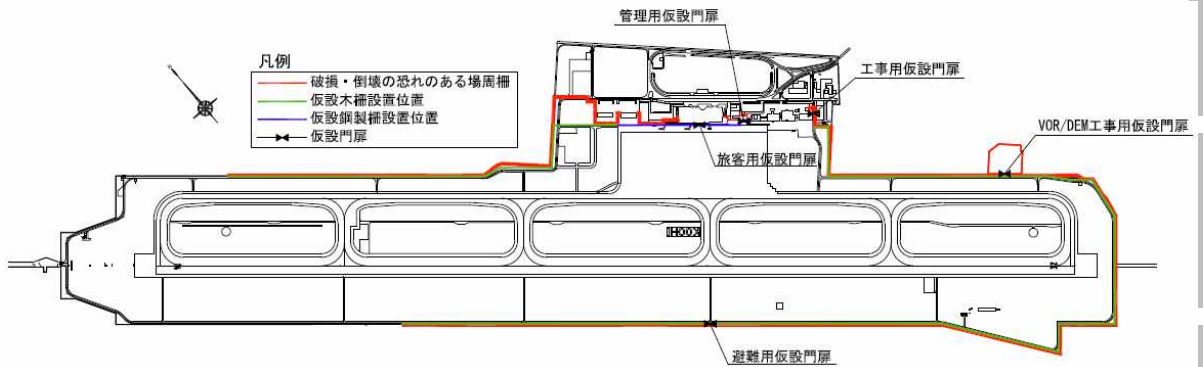 管理用仮設門扉
凡例
破損・倒壊の恐れのある場周柵
仮設木柵設置位置
仮設鋼製柵設置位置
仮設門扉
工事用仮設門扉
VOR/DEM工事用仮設門扉
旅客用仮設門扉
避難用仮設門扉